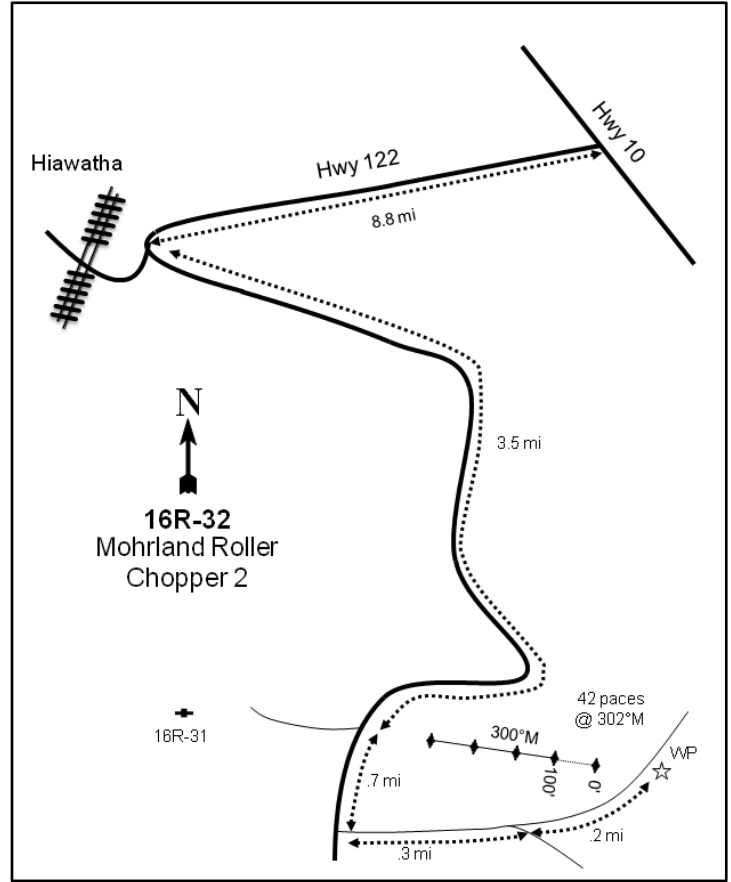 Hwy 10
Hiawatha
Hwy 122
8.8 mi
N
3.5 mi
16R-32
Mohrland Roller
Chopper 2
42 paces
@ 302°M
16R-31
300°M
WP
0'
100'
.7 mi
.2 mi
.3 mi